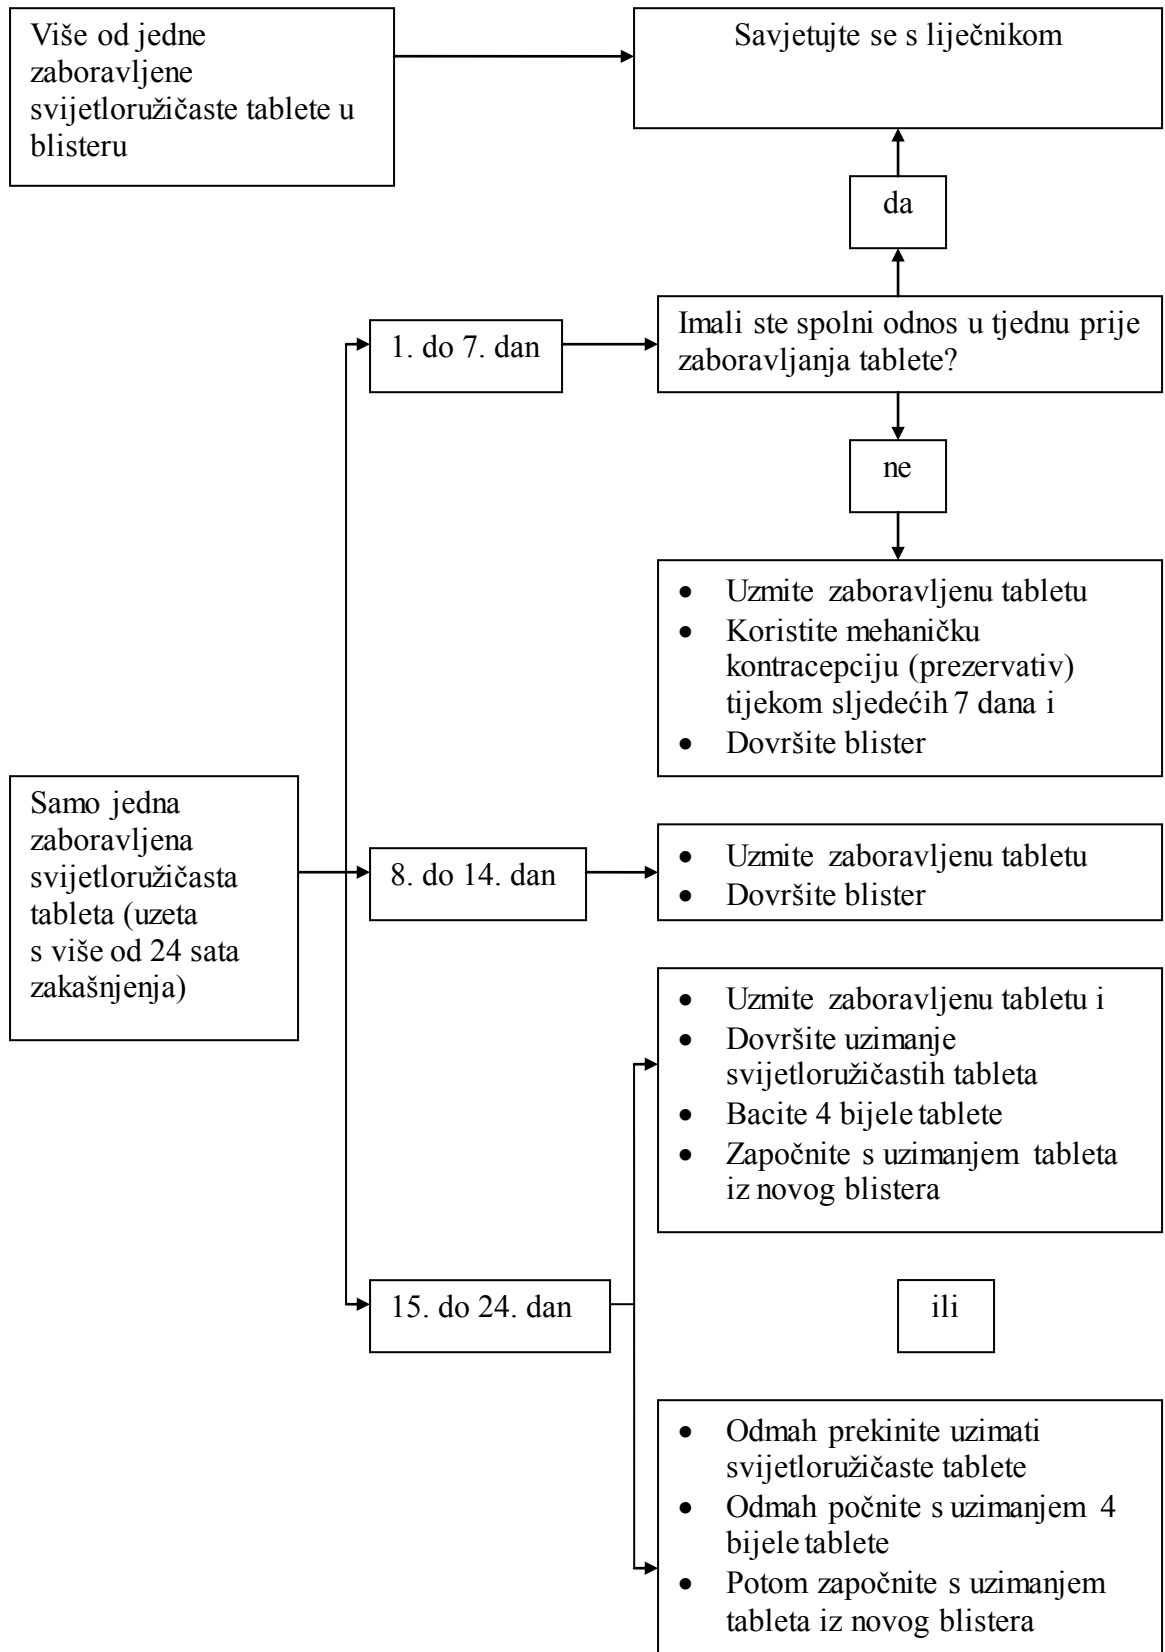 Više od jedne
zaboravljene
svijetloružičaste tablete u
blisteru
Savjetujte se s liječnikom
da
1. do 7. dan
Imali ste spolni odnos u tjednu prije
zaboravljanja tablete?
ne
• Uzmite zaboravljenu tabletu
• Koristite mehaničku
kontracepciju (prezervativ)
tijekom sljedećih 7 dana i
• Dovršite blister
Samo jedna
zaboravljena
svijetloružičasta
tableta (uzeta
s više od 24 sata
zakašnjenja)
8. do 14. dan
• Uzmite zaboravljenu tabletu
• Dovršite blister
• Uzmite zaboravljenu tabletu i
• Dovršite uzimanje
svijetloružičastih tableta
• Bacite 4 bijele tablete
• Započnite s uzimanjem tableta
iz novog blistera
15. do 24. dan
ili
• Odmah prekinite uzimati
svijetloružičaste tablete
• Odmah počnite s uzimanjem 4
bijele tablete
• Potom započnite s uzimanjem
tableta iz novog blistera